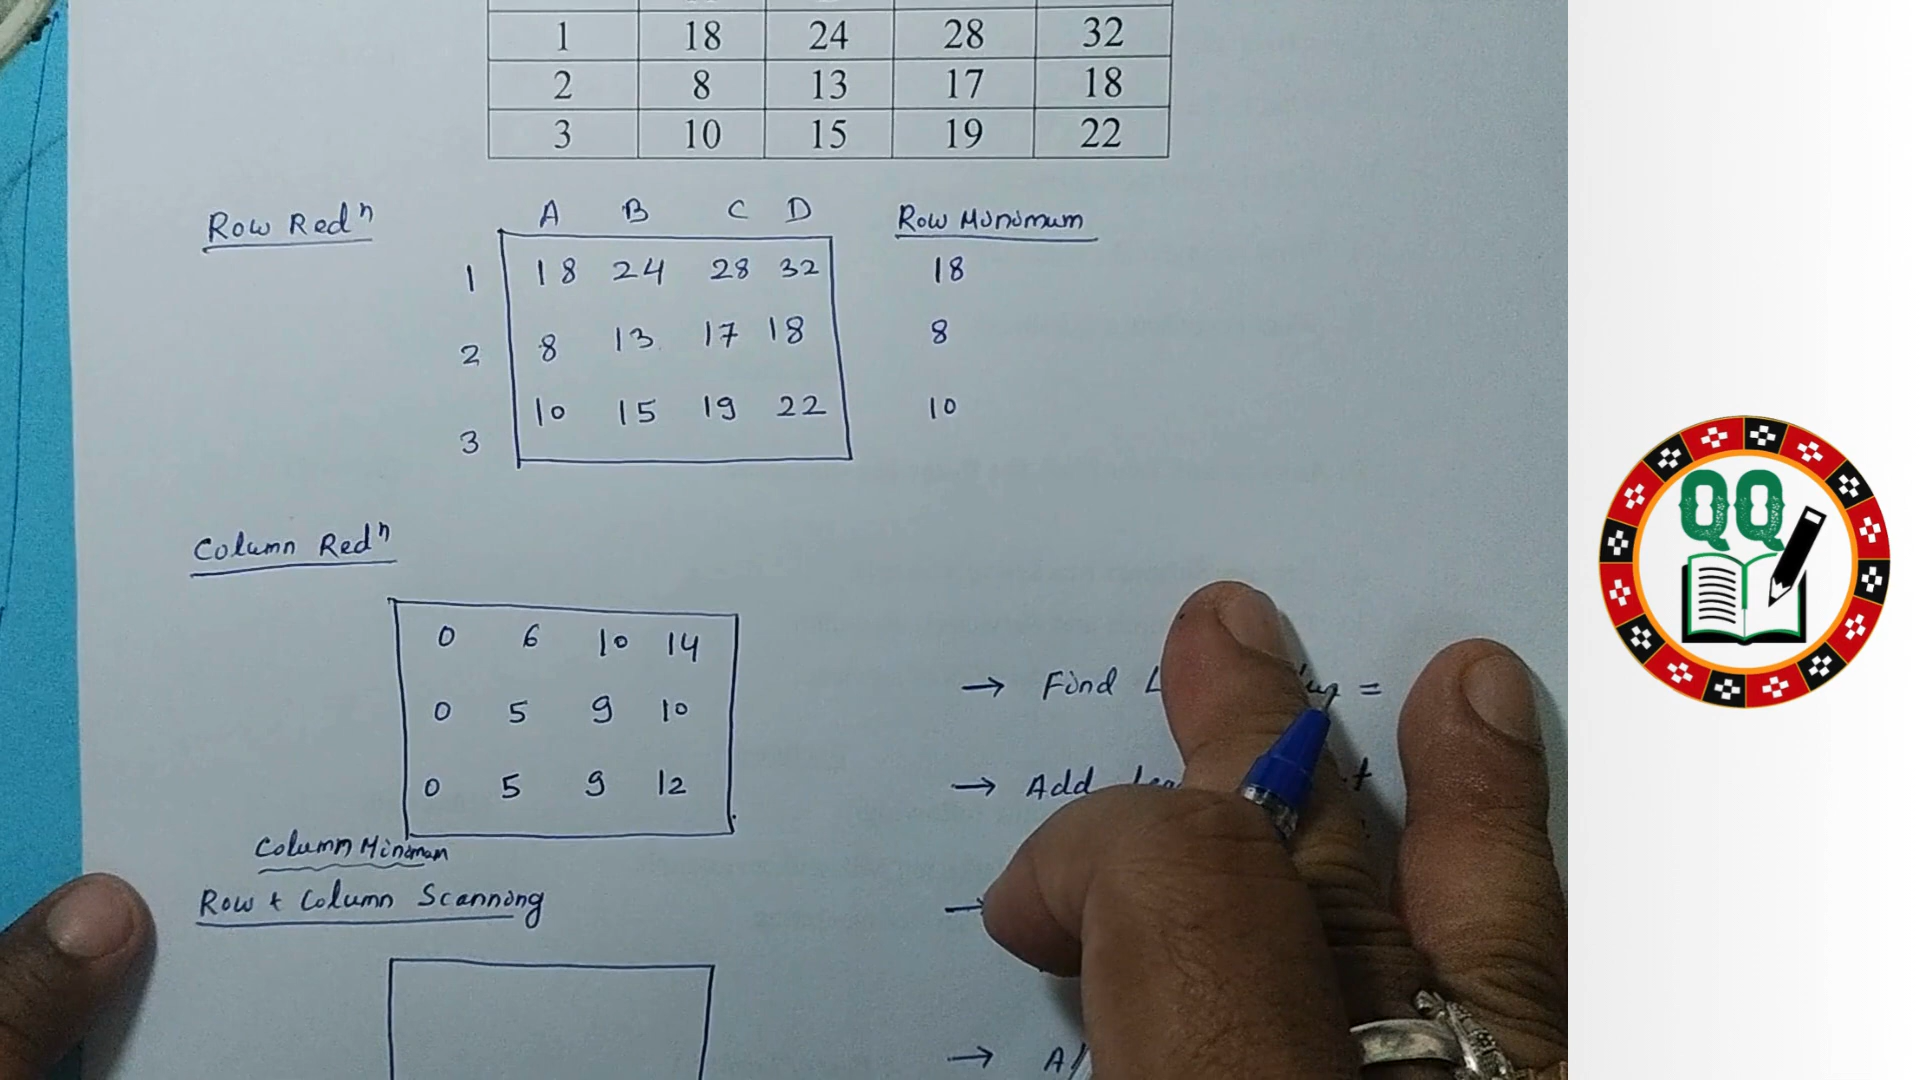 1 18 24 28 32
2 8 13 17 18
3 10 15 19 22
Row Redⁿ A B C D Row Minimum
1 18 24 28 32 18
2 8 13 17 18 8
3 10 15 19 22 10
Column Redⁿ
0 6 10 14
→ Find =
0 5 9 10
0 5 9 12
→ Add
Column Minimum
Row & Column Scanning
→
→
QQ